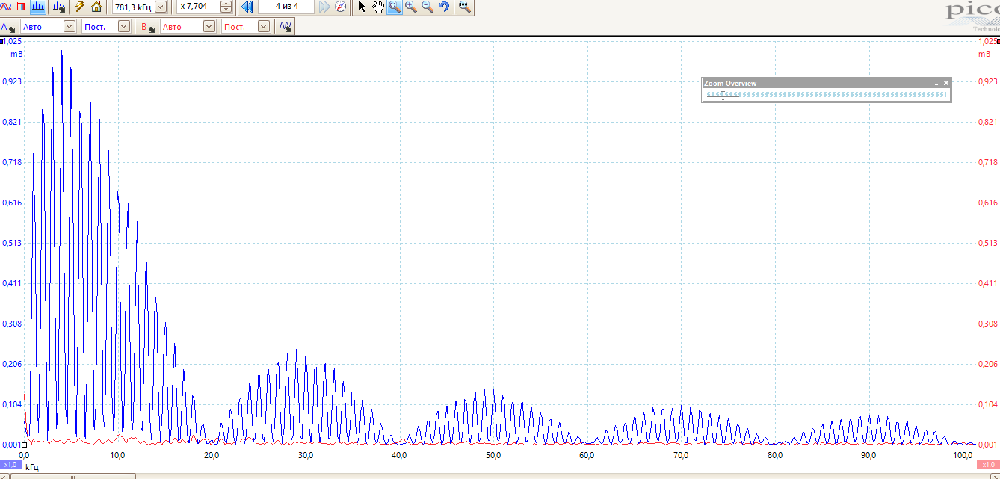 781,3 кГц x 7,704 4 из 4
pico
Technolo
A Авто Пост. B Авто Пост.
1,025 1,025
mB mB
Zoom Overview
0,923 0,923
0,821 0,821
0,718 0,718
0,616 0,616
0,513 0,513
0,411 0,411
0,308 0,308
0,206 0,206
0,104 0,104
0,001 0,001
0,0 10,0 20,0 30,0 40,0 50,0 60,0 70,0 80,0 90,0 100,0
x1,0 кГц x1,0